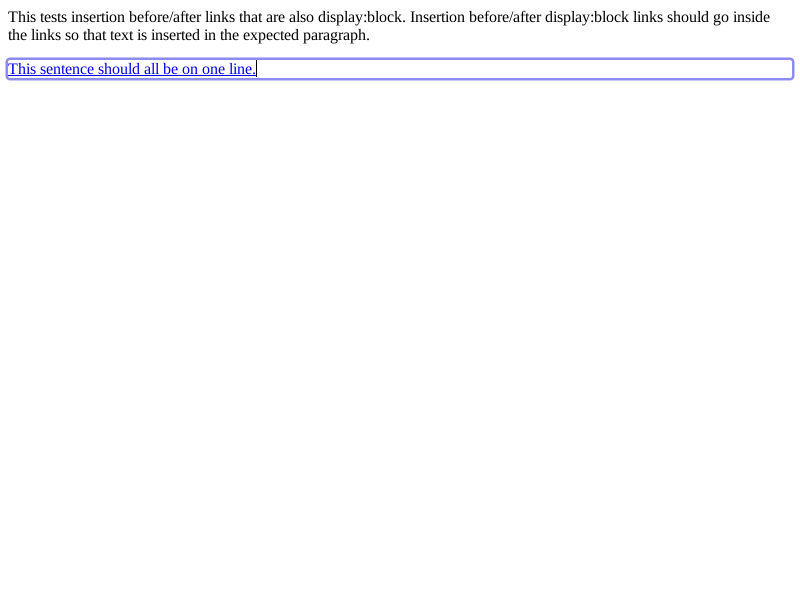 This tests insertion before/after links that are also display:block. Insertion before/after display:block links should go inside
the links so that text is inserted in the expected paragraph.
This sentence should all be on one line.